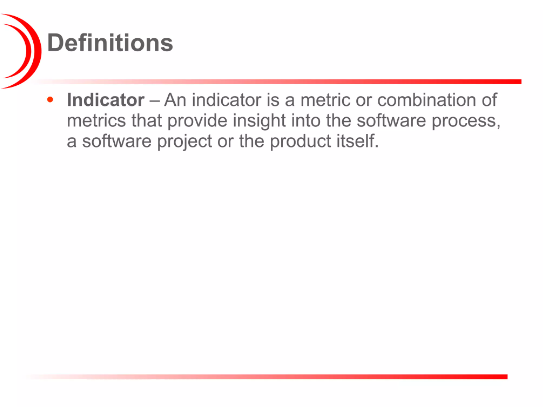 Definitions
• Indicator – An indicator is a metric or combination of
metrics that provide insight into the software process,
a software project or the product itself.